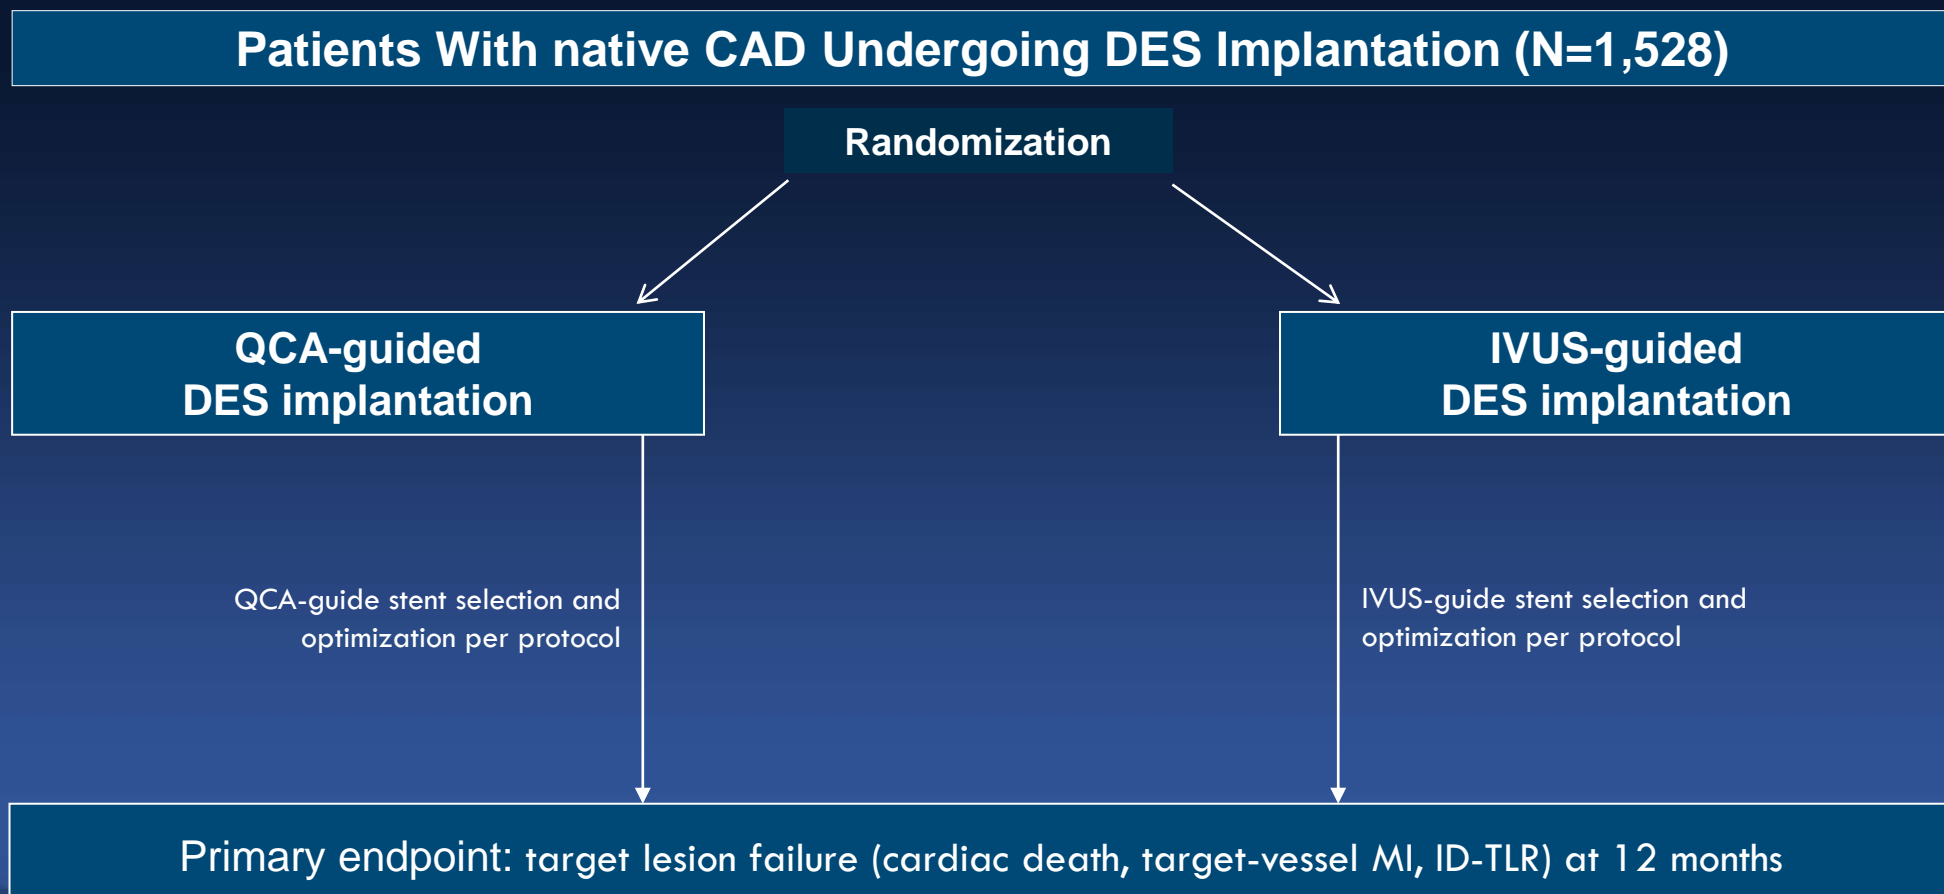 Patients With native CAD Undergoing DES Implantation (N=1,528)
Randomization
QCA-guided
DES implantation
IVUS-guided
DES implantation
QCA-guide stent selection and
optimization per protocol
IVUS-guide stent selection and
optimization per protocol
Primary endpoint: target lesion failure (cardiac death, target-vessel MI, ID-TLR) at 12 months